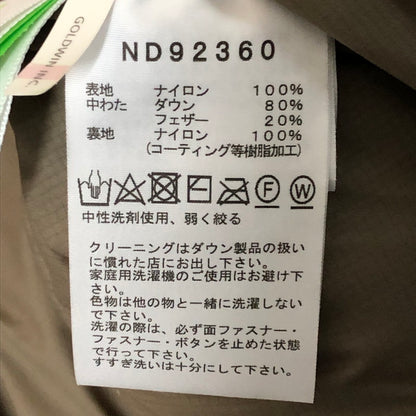 GOLDWIN INC.
ND92360
表地 ナイロン 100%
中わた ダウン 80%
フェザー 20%
裏地 ナイロン 100%
(コーティング等樹脂加工)
F W
中性洗剤使用、弱く絞る
クリーニングはダウン製品の扱い
に慣れた店にお出し下さい。
家庭用洗濯機のご使用はお避け下
さい。
色物は他の物と一緒に洗濯しない
で下さい。
洗濯の際は、必ず面ファスナー・
ファスナー・ボタンを止めた状態
で行って下さい。
すすぎ洗いは十分にして下さい。